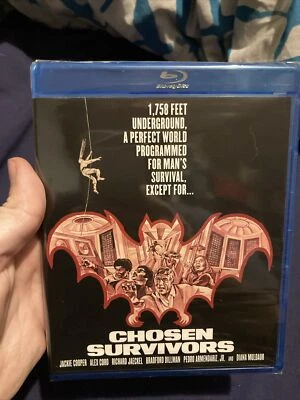 Blu-ray Disc
1,758 FEET
UNDERGROUND,
A PERFECT WORLD
PROGRAMMED
FOR MAN'S
SURVIVAL,
EXCEPT FOR...
CHOSEN
SURVIVORS
JACKIE COOPER ALEX CORD RICHARD JAECKEL BRADFORD DILLMAN PEDRO ARMENDARIZ, JR. AND DIANA MULDAUR